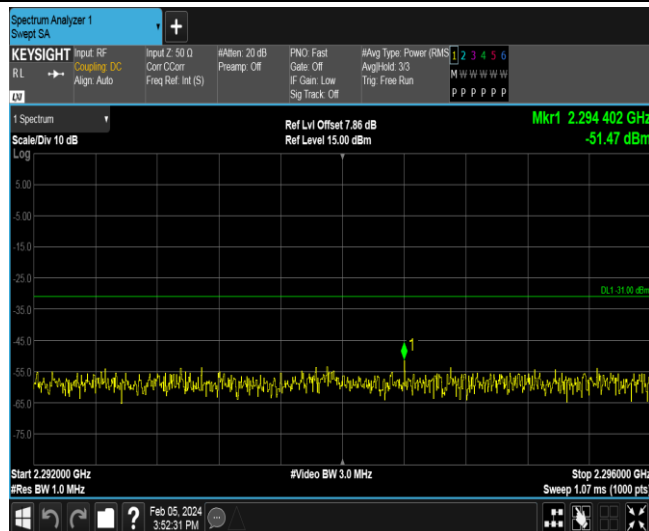 Spectrum Analyzer 1
Swept SA
KEYSIGHT
RL
Input: RF
Coupling: DC
Align: Auto
Input Z: 50 Ω
Corr CCorr
Freq Ref: Int (S)
#Atten: 20 dB
Preamp: Off
PNO: Fast
Gate: Off
IF Gain: Low
Sig Track: Off
#Avg Type: Power (RMS
Avg|Hold: 3/3
Trig: Free Run
1 2 3 4 5 6
M W W W W W
P P P P P P
1 Spectrum
Scale/Div 10 dB
Ref Lvl Offset 7.86 dB
Ref Level 15.00 dBm
Mkr1 2.294 402 GHz
-51.47 dBm
Log
5.00
-5.00
-15.0
-25.0
DL1 -31.00 dBm
-35.0
-45.0
1
-55.0
-65.0
-75.0
Start 2.292000 GHz
#Video BW 3.0 MHz
Stop 2.296000 GHz
#Res BW 1.0 MHz
Sweep 1.07 ms (1000 pts)
?
Feb 05, 2024
3:52:31 PM